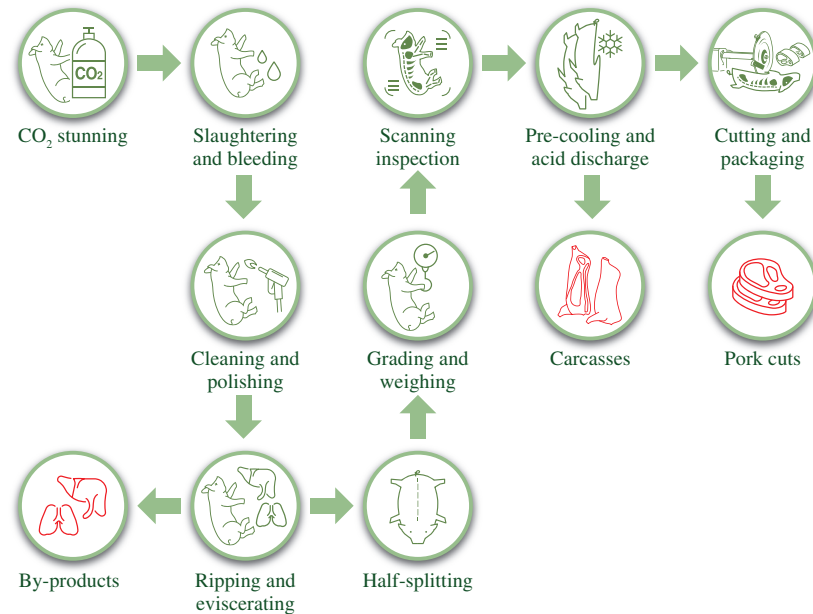 CO₂
CO₂ stunning
Slaughtering
and bleeding
Scanning
inspection
Pre-cooling and
acid discharge
Cutting and
packaging
Cleaning and
polishing
Grading and
weighing
Carcasses
Pork cuts
By-products
Ripping and
eviscerating
Half-splitting